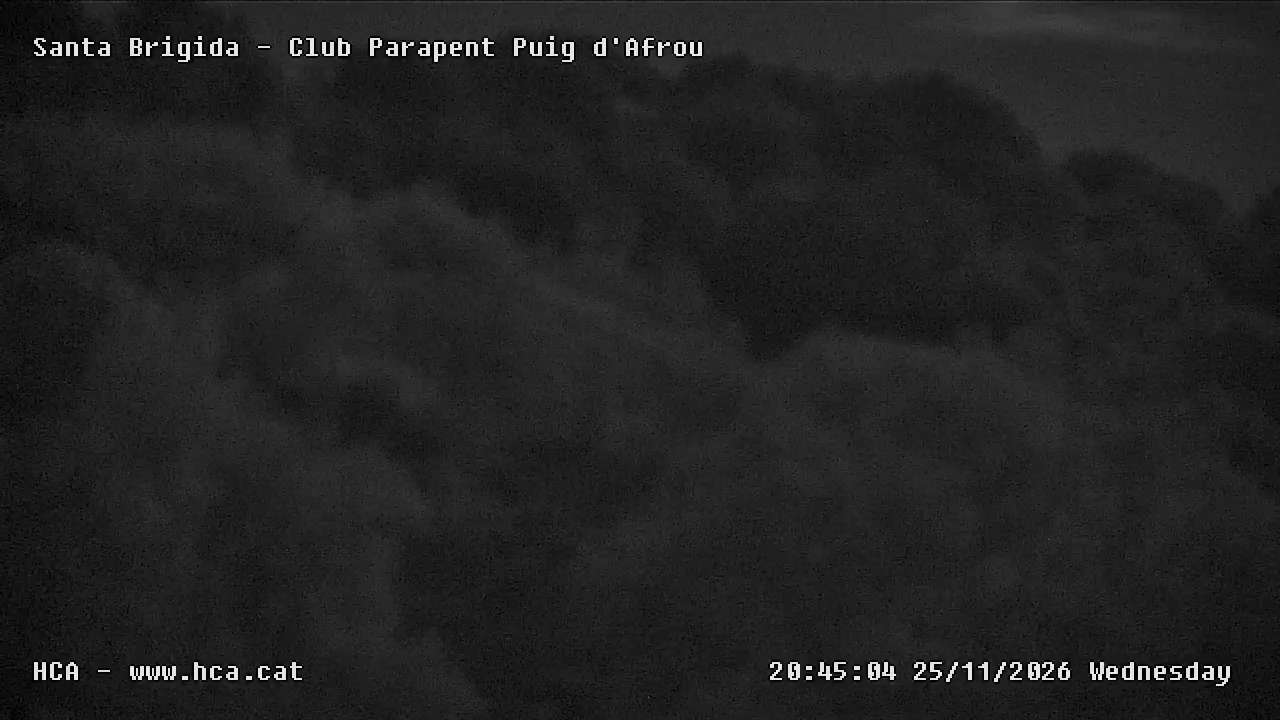 Santa Brigida - Club Parapent Puig d'Afrou
HCA - www.hca.cat
20:45:04 25/11/2026 Wednesday